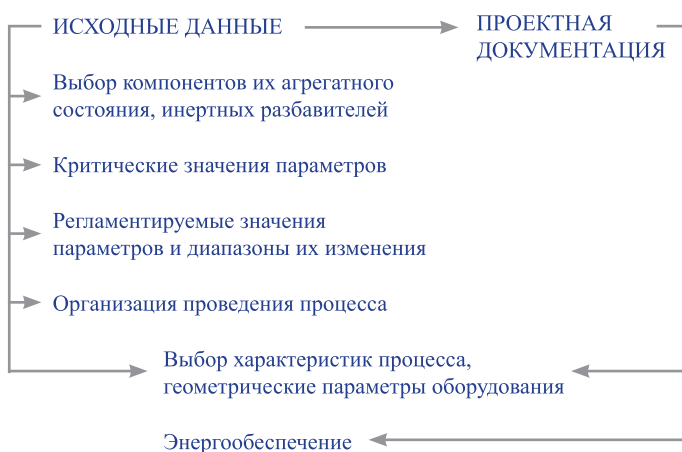 ИСХОДНЫЕ ДАННЫЕ
ПРОЕКТНАЯ
ДОКУМЕНТАЦИЯ
Выбор компонентов их агрегатного
состояния, инертных разбавителей
Критические значения параметров
Регламентируемые значения
параметров и диапазоны их изменения
Организация проведения процесса
Выбор характеристик процесса,
геометрические параметры оборудования
Энергообеспечение